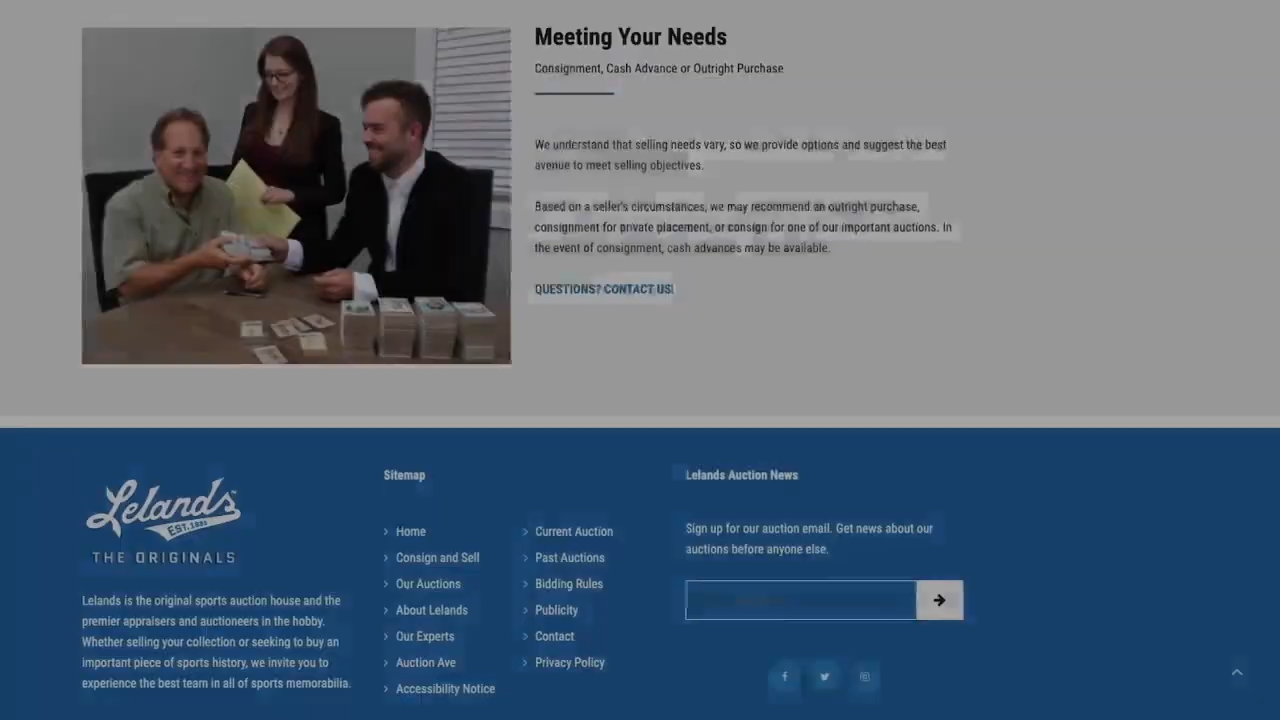 Meeting Your Needs
Consignment, Cash Advance or Outright Purchase
We understand that selling needs vary, so we provide options and suggest the best
avenue to meet selling objectives.
Based on a seller's circumstances, we may recommend an outright purchase,
consignment for private placement, or consign for one of our important auctions. In
the event of consignment, cash advances may be available.
QUESTIONS? CONTACT US!
Lelands
EST. 1985
THE ORIGINALS
Lelands is the original sports auction house and the
premier appraisers and auctioneers in the hobby.
Whether selling your collection or seeking to buy an
important piece of sports history, we invite you to
experience the best team in all of sports memorabilia.
Sitemap
Home
Consign and Sell
Our Auctions
About Lelands
Our Experts
Auction Ave
Accessibility Notice
Current Auction
Past Auctions
Bidding Rules
Publicity
Contact
Privacy Policy
Lelands Auction News
Sign up for our auction email. Get news about our
auctions before anyone else.